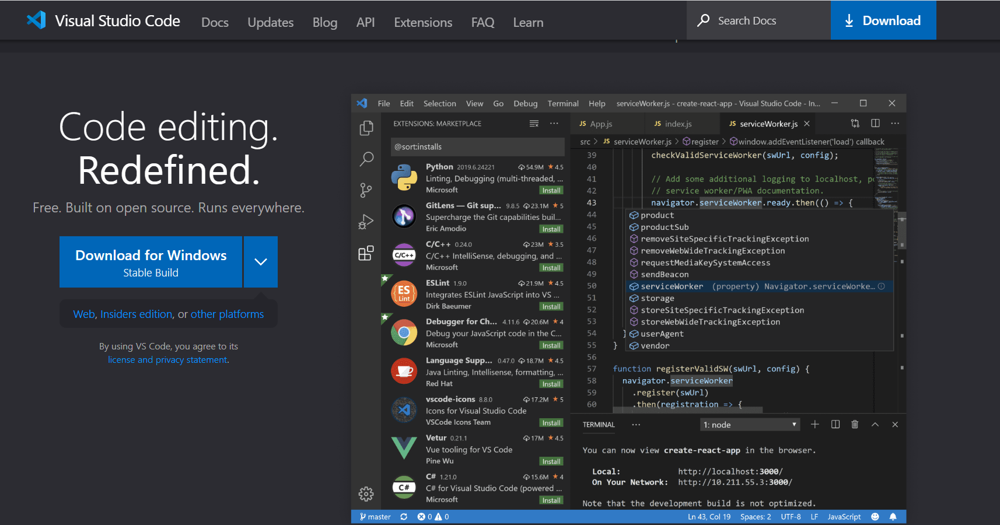 Visual Studio Code Docs Updates Blog API Extensions FAQ Learn Search Docs Download
Code editing.
Redefined.
Free. Built on open source. Runs everywhere.
Download for Windows
Stable Build
Web, Insiders edition, or other platforms
By using VS Code, you agree to its
license and privacy statement.
File Edit Selection View Go Debug Terminal Help serviceWorker.js - create-react-app - Visual Studio Code - In...
EXTENSIONS: MARKETPLACE
@sort:installs
Python 2019.6.24221 54.9M 4.5
Linting, Debugging (multi-threaded, ...
Microsoft Install
GitLens — Git sup... 9.8.5 23.1M 5
Supercharge the Git capabilities buil...
Eric Amodio Install
C/C++
C/C++ 0.24.0 23M 3.5
C/C++ IntelliSense, debugging, and ...
Microsoft Install
ES
Lint
ESLint 1.9.0 21.9M 4.5
Integrates ESLint JavaScript into VS ...
Dirk Baeumer Install
Debugger for Ch... 4.11.6 20.6M 4
Debug your JavaScript code in the C...
Microsoft Install
Language Supp... 0.47.0 18.7M 4.5
Java Linting, Intellisense, formatting, ...
Red Hat Install
vscode-icons 8.8.0 17.2M 5
Icons for Visual Studio Code
VSCode Icons Team Install
Vetur 0.21.1 17M 4.5
Vue tooling for VS Code
Pine Wu Install
C#
C# 1.21.0 15.6M 4
C# for Visual Studio Code (powered ...
Microsoft Install
JS App.js JS index.js JS serviceWorker.js
src > JS serviceWorker.js > register > window.addEventListener('load') callback
39 checkValidServiceWorker(swUrl, config);
40
41 // Add some additional logging to localhost, po
42 // service worker/PWA documentation.
43 navigator.serviceWorker.ready.then(() => {
44 product
45 productSub
46 removeSiteSpecificTrackingException
47 removeWebWideTrackingException
48 requestMediaKeySystemAccess
49 sendBeacon
50 serviceWorker (property) Navigator.serviceWorke...
51 storage
52 storeSiteSpecificTrackingException
53 storeWebWideTrackingException
54 } userAgent
55 } vendor
56
57 function registerValidSW(swUrl, config) {
58 navigator.serviceWorker
59 .register(swUrl)
60 .then(registration => {
TERMINAL ... 1: node
You can now view create-react-app in the browser.
Local: http://localhost:3000/
On Your Network: http://10.211.55.3:3000/
Note that the development build is not optimized.
master 0 0 Ln 43, Col 19 Spaces: 2 UTF-8 LF JavaScript